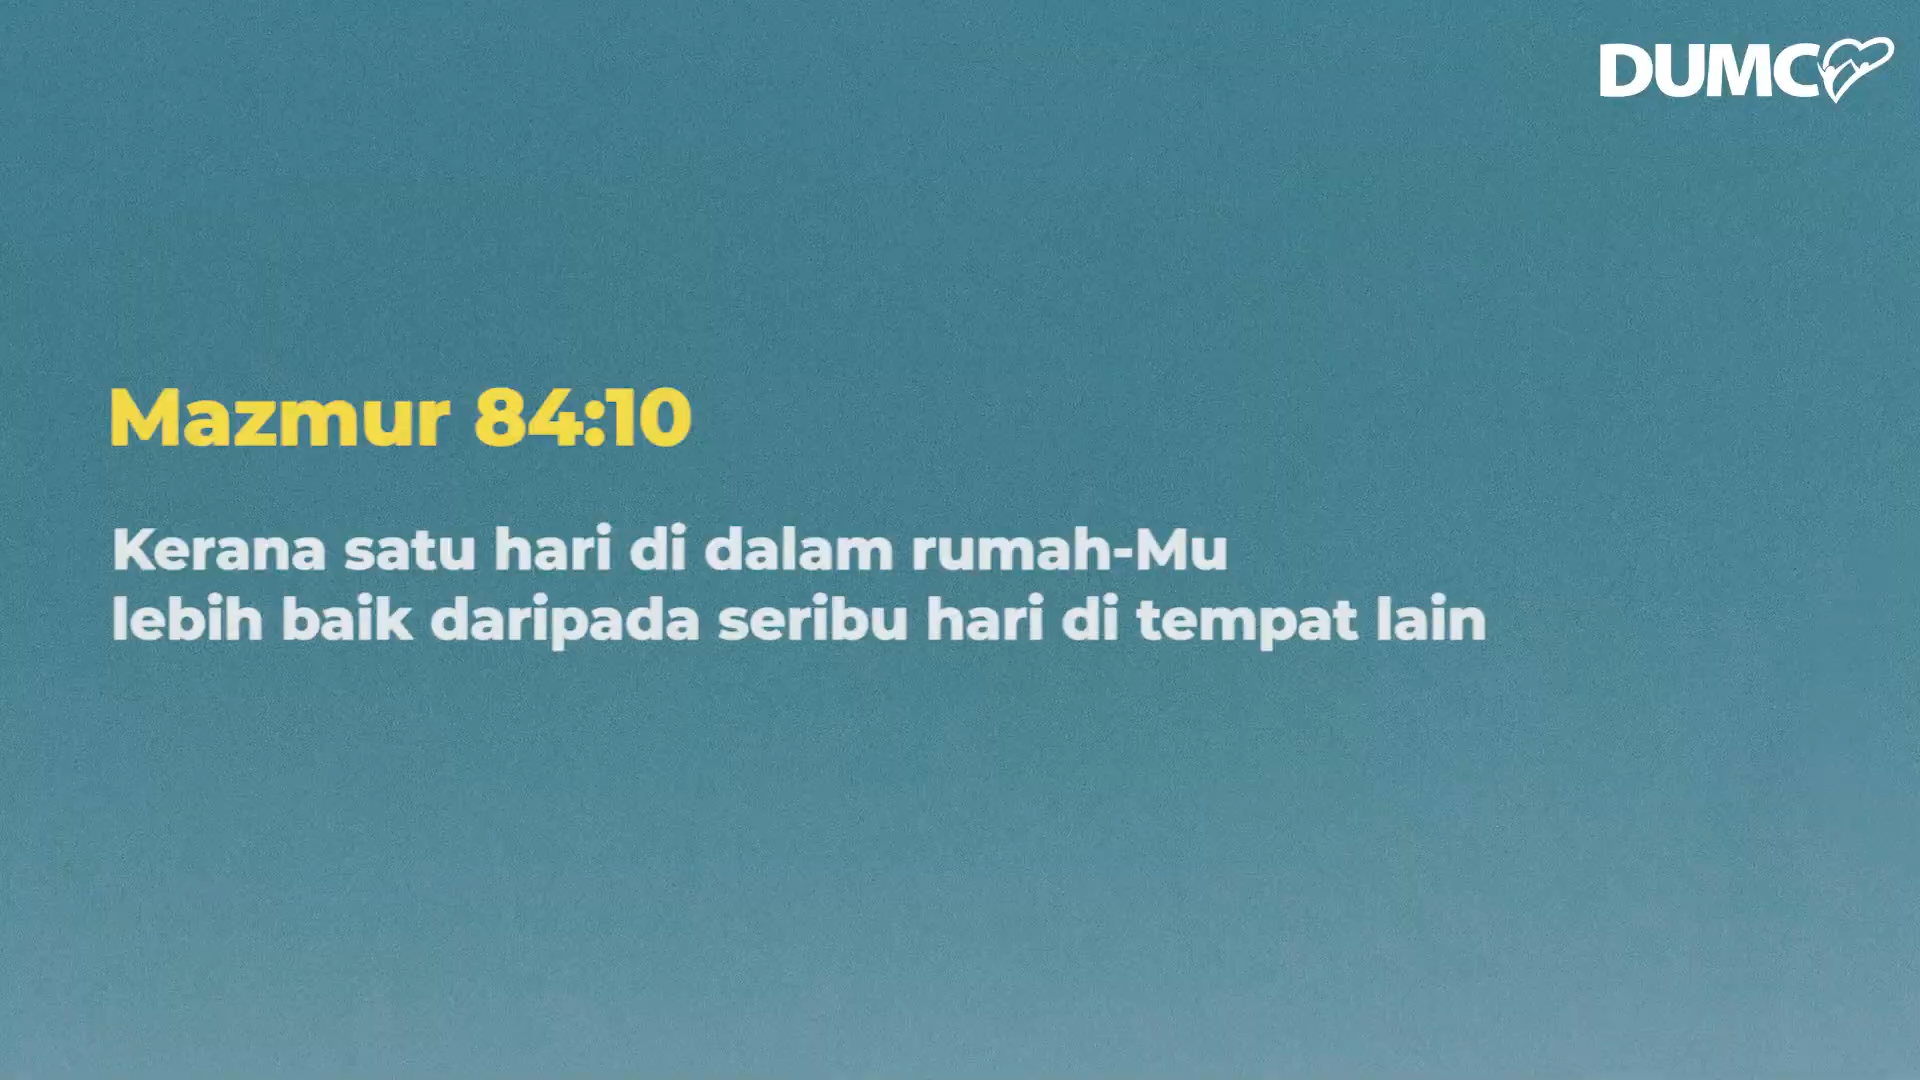 DUMC
Mazmur 84:10
Kerana satu hari di dalam rumah-Mu
lebih baik daripada seribu hari di tempat lain